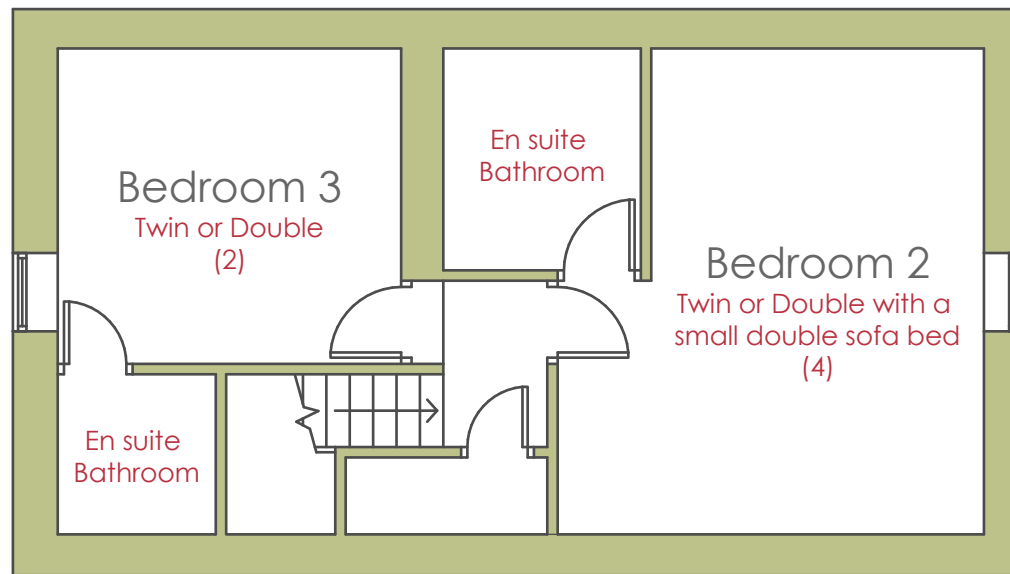 En suite
Bathroom
Bedroom 3
Twin or Double
(2)
Bedroom 2
Twin or Double with a
small double sofa bed
(4)
En suite
Bathroom